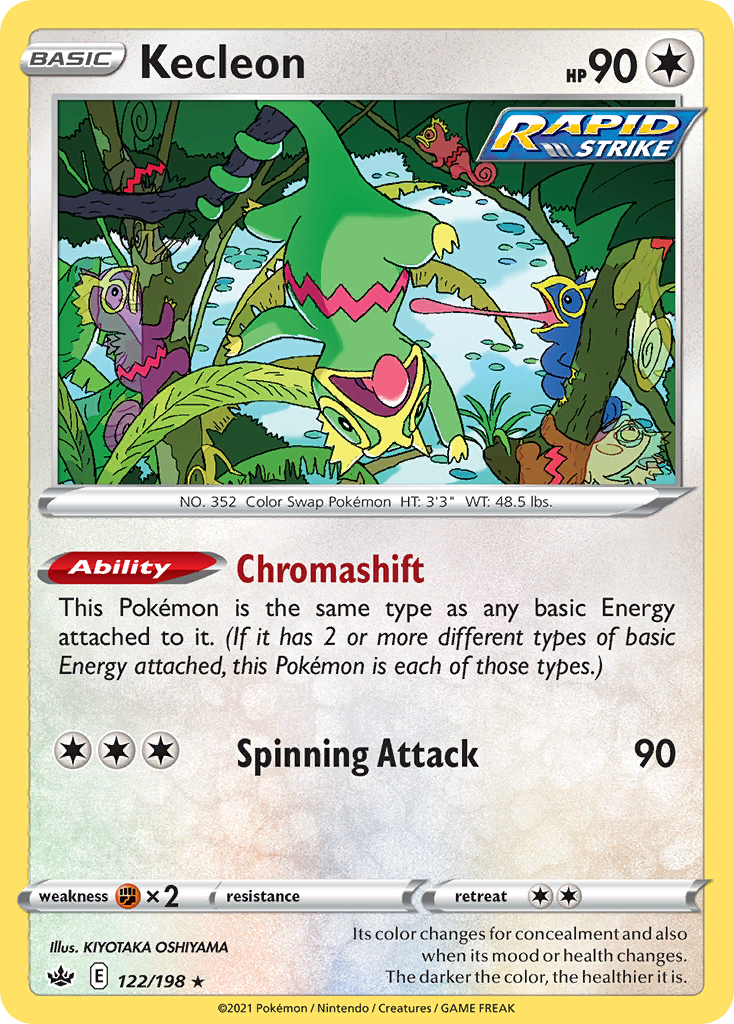 BASIC Kecleon HP 90
RAPID
STRIKE
NO. 352 Color Swap Pokémon HT: 3'3" WT: 48.5 lbs.
Ability Chromashift
This Pokémon is the same type as any basic Energy
attached to it. (If it has 2 or more different types of basic
Energy attached, this Pokémon is each of those types.)
Spinning Attack 90
weakness ×2 resistance retreat
Illus. KIYOTAKA OSHIYAMA
Its color changes for concealment and also
when its mood or health changes.
The darker the color, the healthier it is.
E 122/198 ★
©2021 Pokémon / Nintendo / Creatures / GAME FREAK